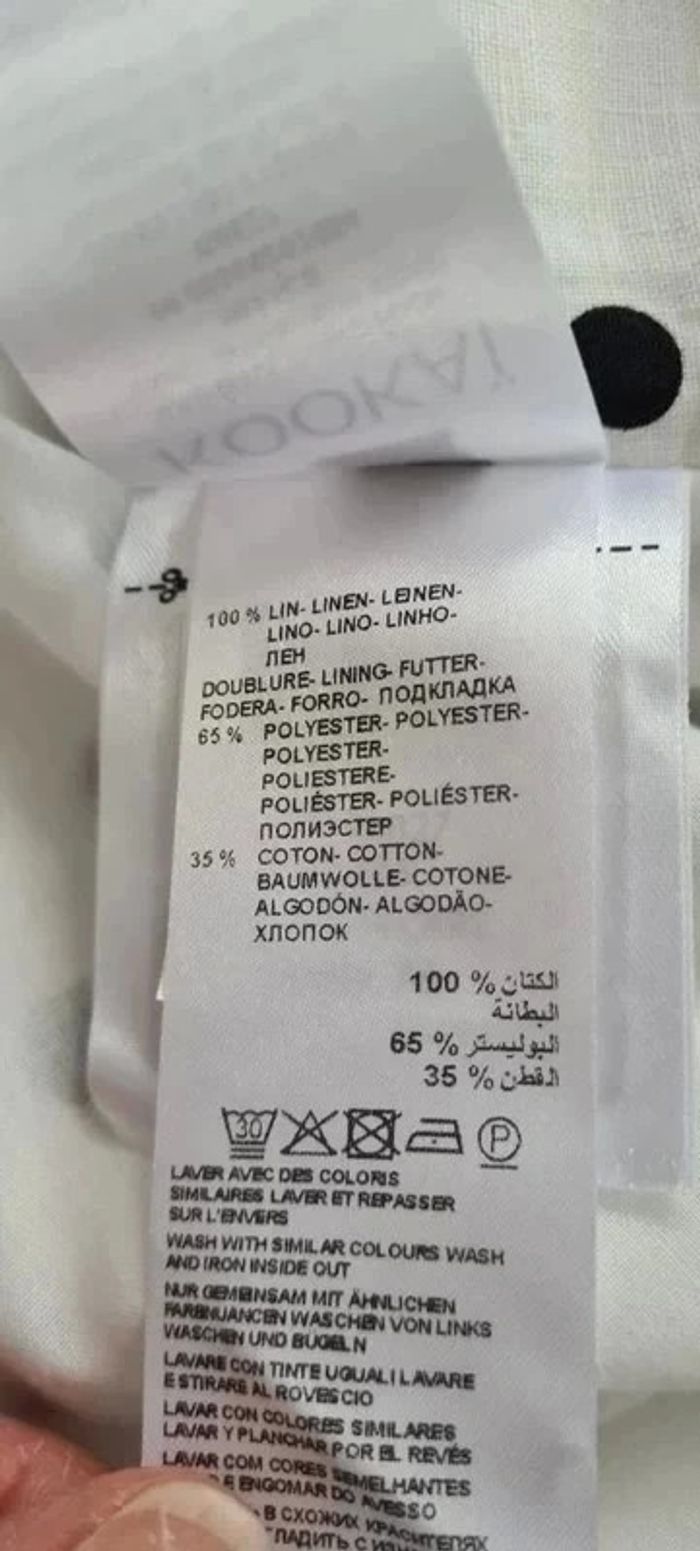 KOOKAÏ
100 % LIN- LINEN- LEINEN-
LINO- LINO- LINHO-
ЛЕН
DOUBLURE- LINING- FUTTER-
FODERA- FORRO- ПОДКЛАДКА
65 % POLYESTER- POLYESTER-
POLYESTER-
POLIESTERE-
POLIÉSTER- POLIÉSTER-
ПОЛИЭСТЕР
35 % COTON- COTTON-
BAUMWOLLE- COTONE-
ALGODÓN- ALGODÃO-
ХЛОПОК
الكتان % 100
البطانة
البوليستر % 65
القطن % 35
30 P
LAVER AVEC DES COLORIS
SIMILAIRES LAVER ET REPASSER
SUR L'ENVERS
WASH WITH SIMILAR COLOURS WASH
AND IRON INSIDE OUT
NUR GEMEINSAM MIT ÄHNLICHEN
FARBNUANCEN WASCHEN VON LINKS
WASCHEN UND BÜGELN
LAVARE CON TINTE UGUALI LAVARE
E STIRARE AL ROVESCIO
LAVAR CON COLORES SIMILARES
LAVAR Y PLANCHAR POR EL REVÉS
LAVAR COM CORES SEMELHANTES
E ENGOMAR DO AVESSO
В СХОЖИХ КРАСИТЕЛЯХ
ГЛАДИТЬ С